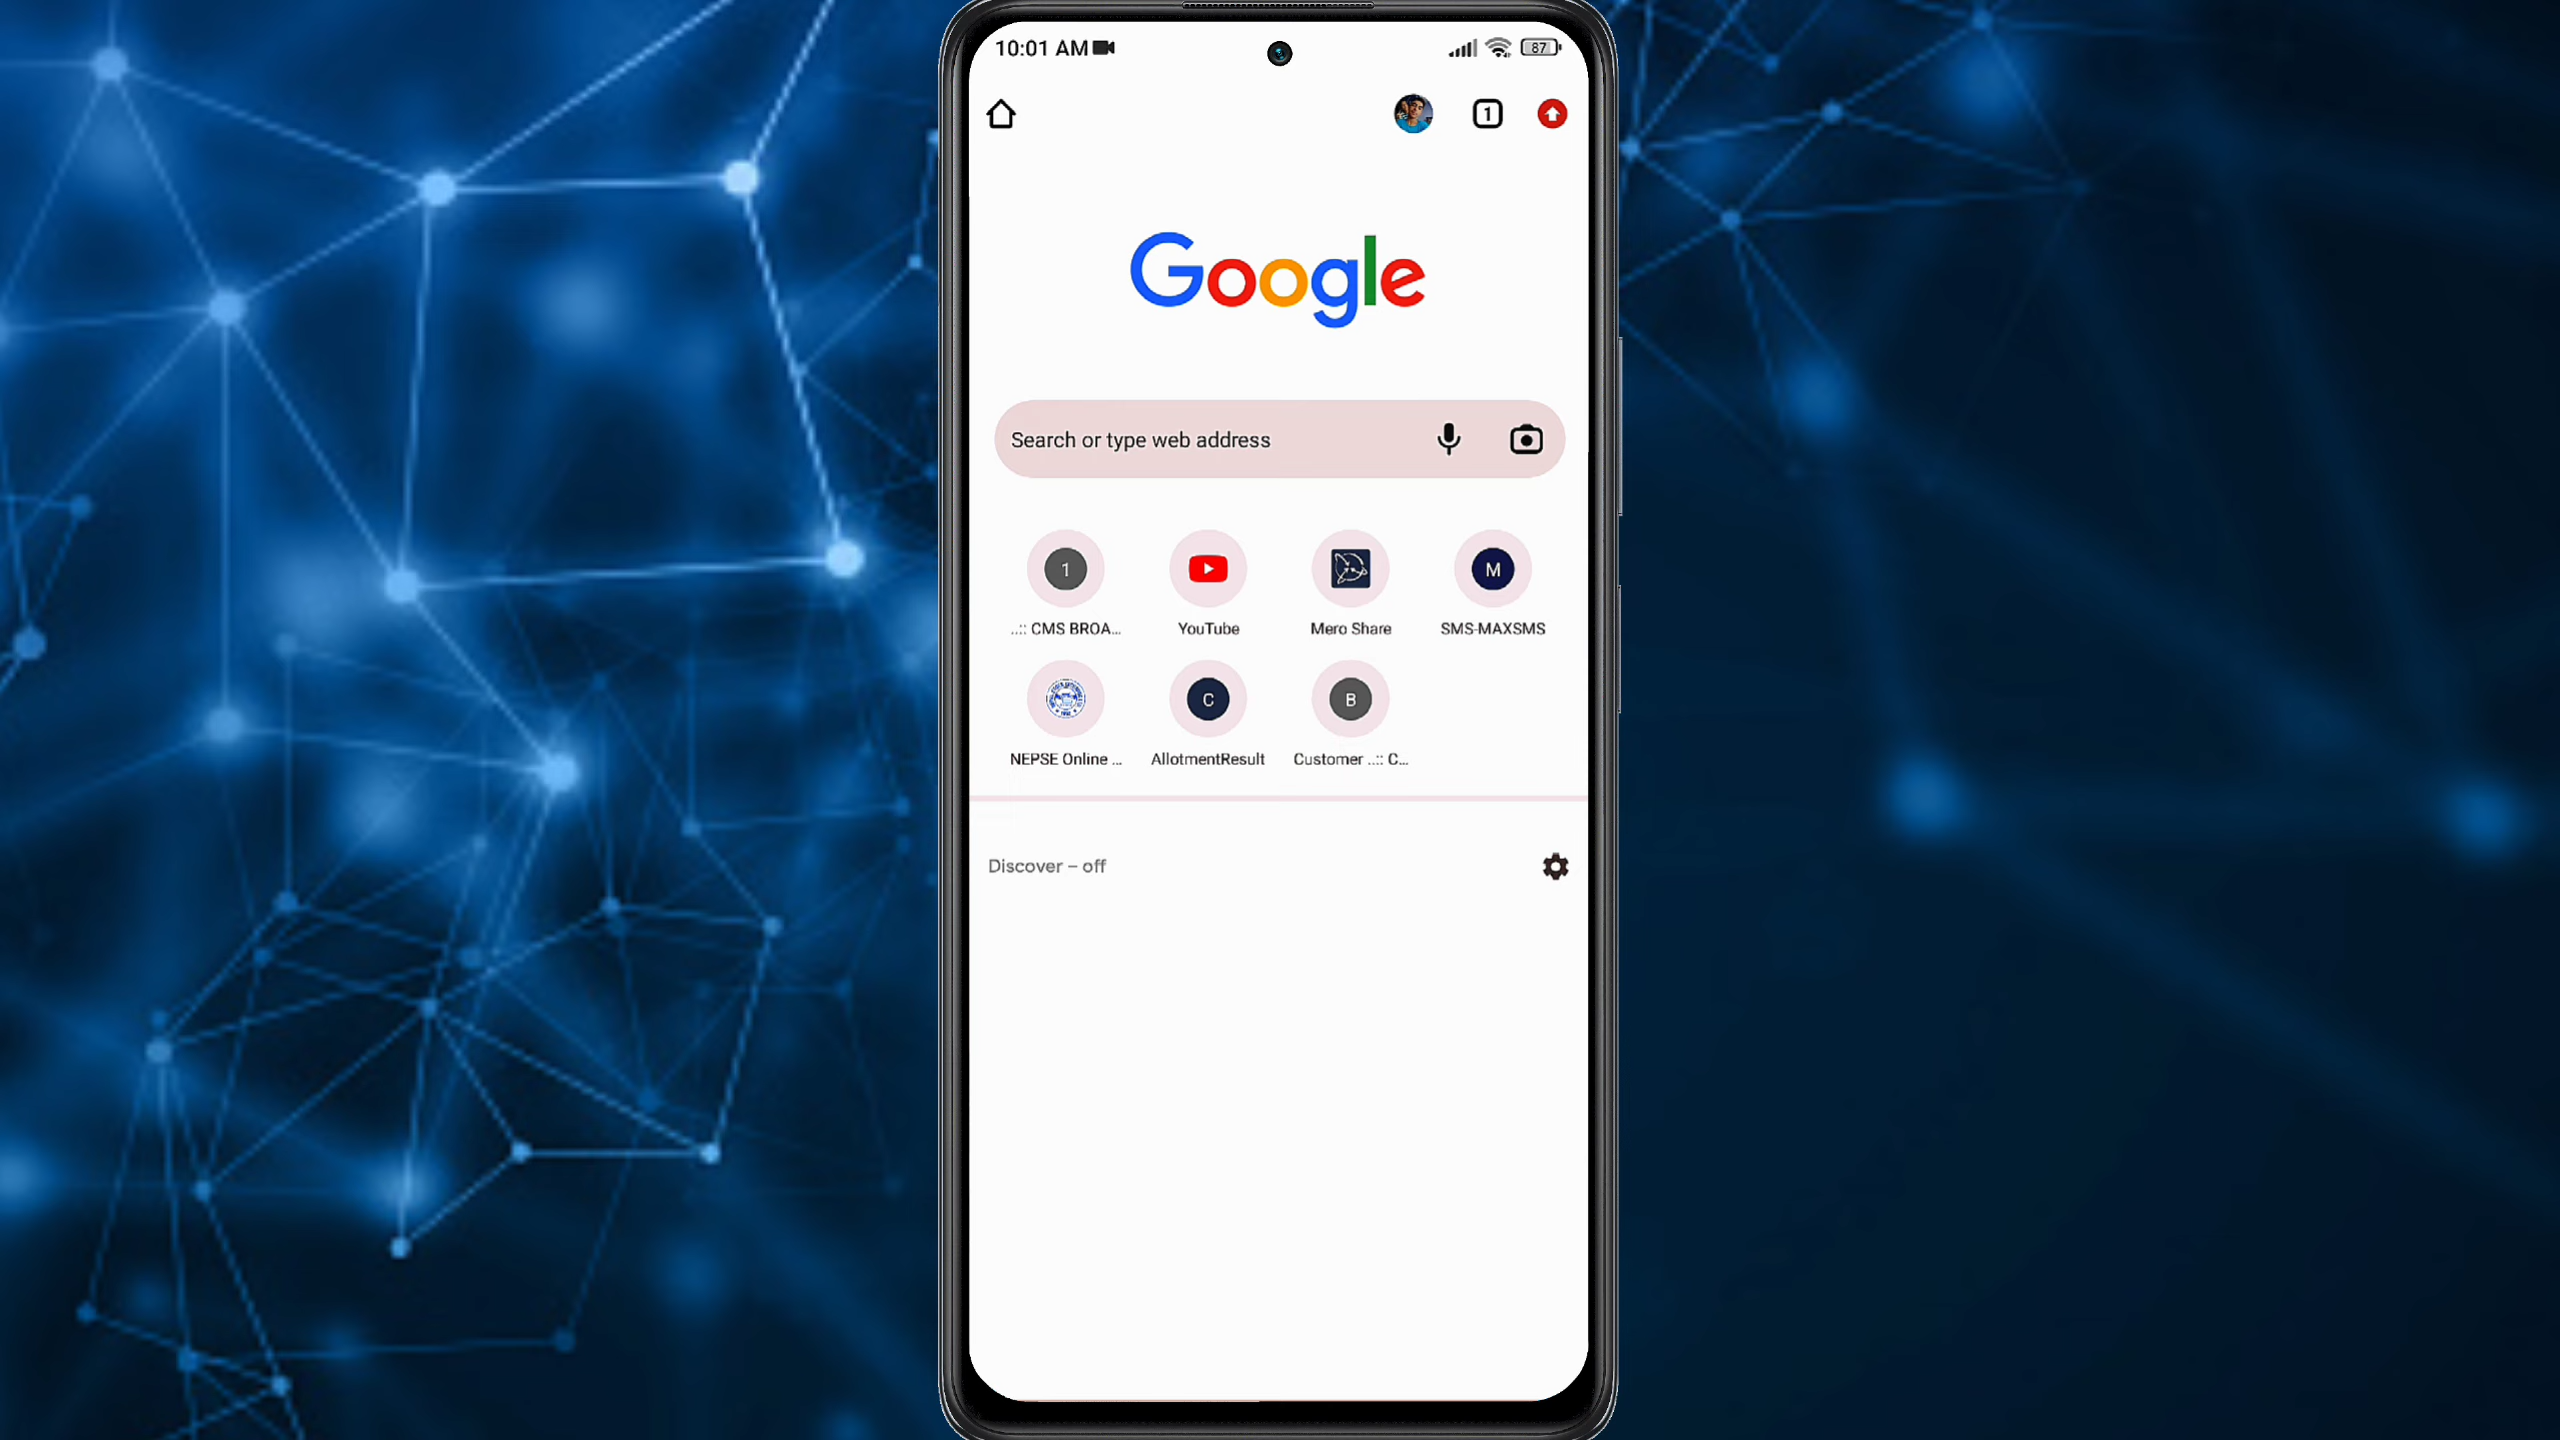 10:01 AM
87
1
Google
Search or type web address
1
M
..:: CMS BROA...
YouTube
Mero Share
SMS-MAXSMS
C
B
NEPSE Online ...
AllotmentResult
Customer ..:: C...
Discover – off